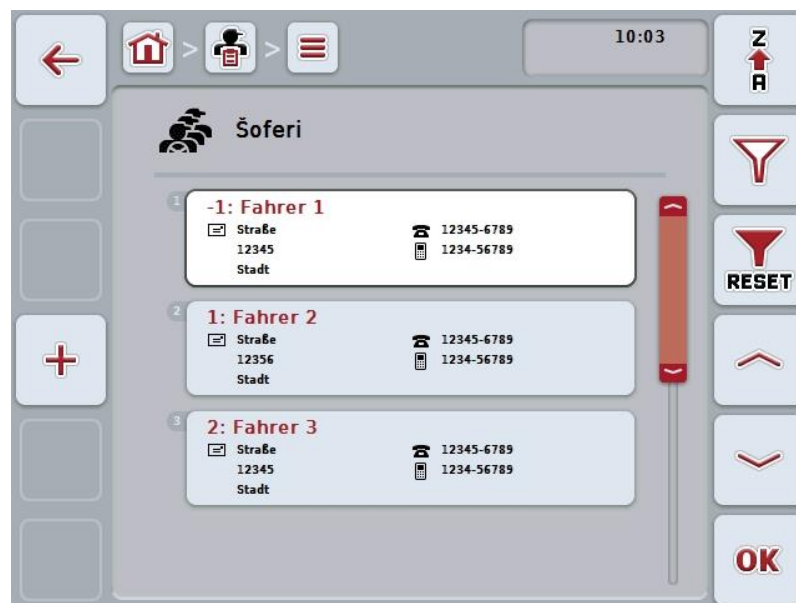 10:03
Z
A
Šoferi
1
-1: Fahrer 1
Straße
12345-6789
12345
1234-56789
Stadt
RESET
2
1: Fahrer 2
Straße
12345-6789
12356
1234-56789
Stadt
3
2: Fahrer 3
Straße
12345-6789
12345
1234-56789
Stadt
OK